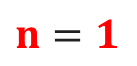 n = 1